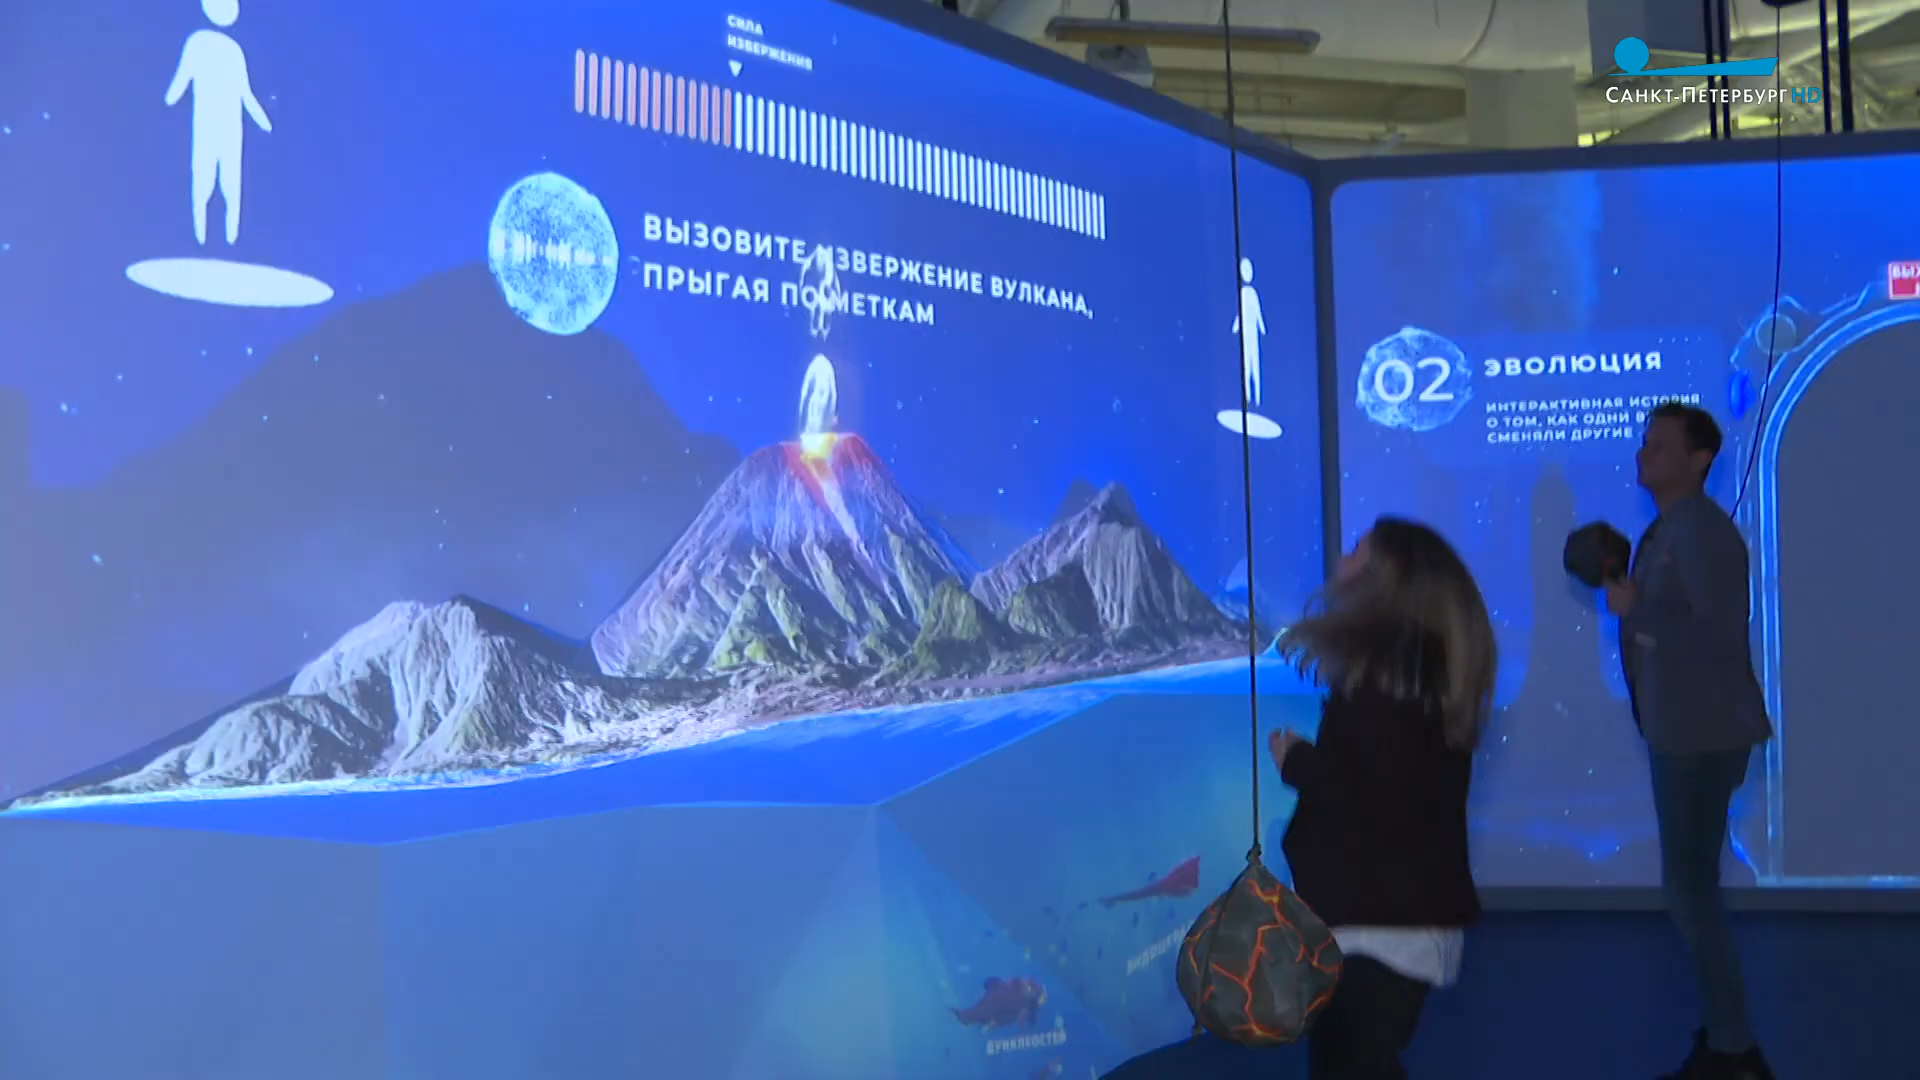 СИЛА
ИЗВЕРЖЕНИЯ
САНКТ-ПЕТЕРБУРГ HD
ВЫЗОВИТЕ ИЗВЕРЖЕНИЕ ВУЛКАНА,
ПРЫГАЯ ПО МЕТКАМ
02
ЭВОЛЮЦИЯ
ИНТЕРАКТИВНАЯ ИСТОРИЯ
О ТОМ, КАК ОДНИ
СМЕНЯЛИ ДРУГИЕ